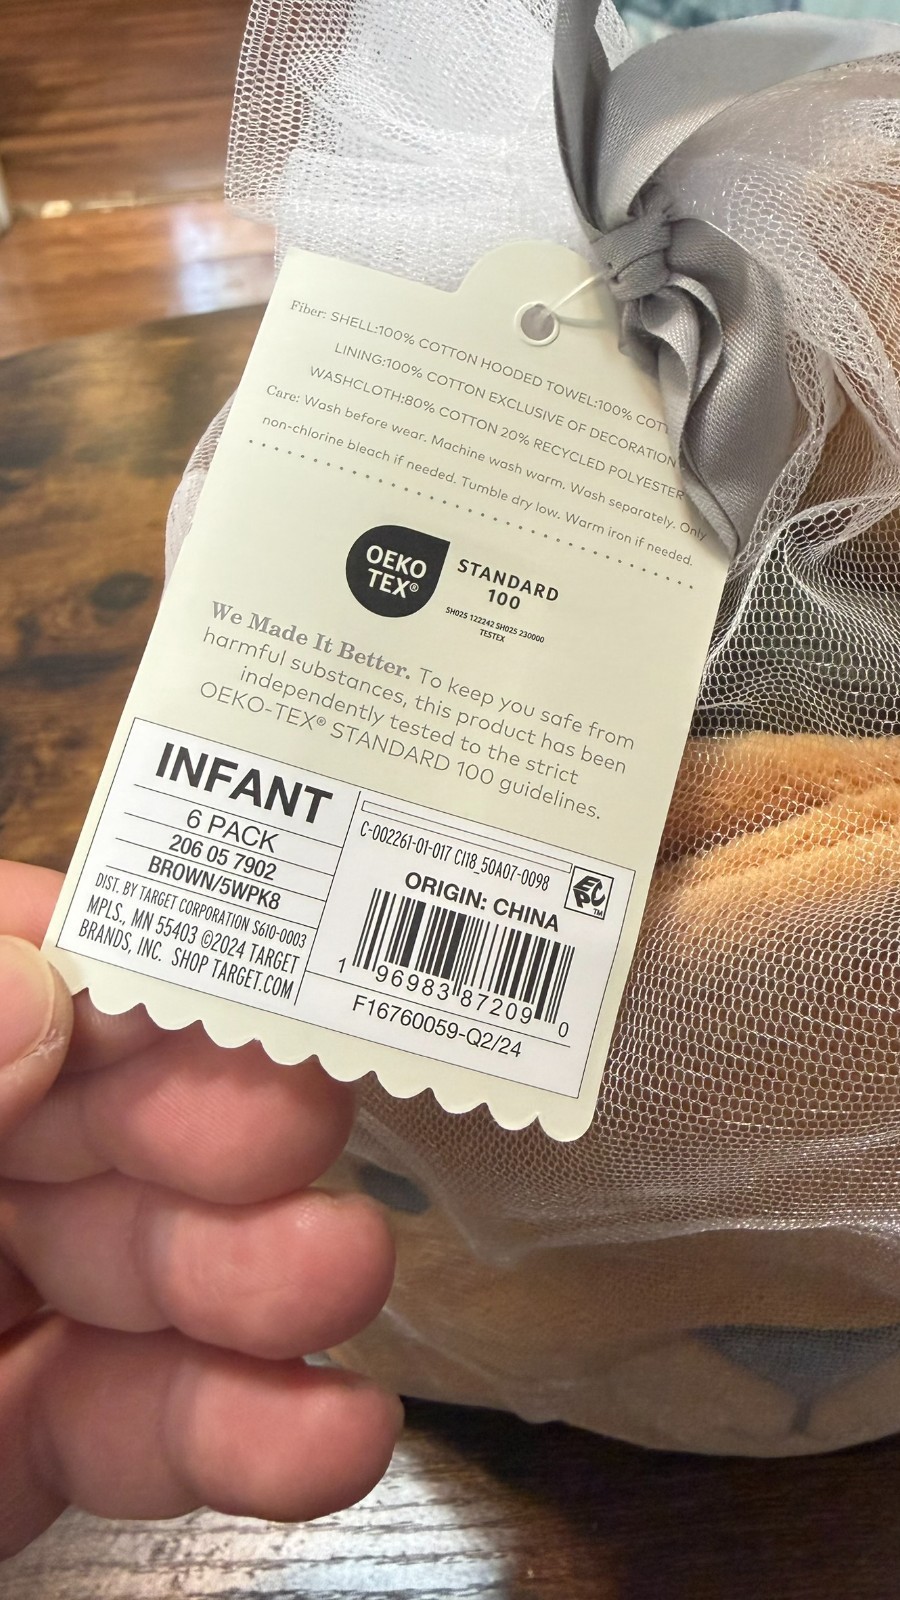 Fiber: SHELL:100% COTTON HOODED TOWEL:100%
LINING:100% COTTON EXCLUSIVE OF DECORATION
WASHCLOTH:80% COTTON 20% RECYCLED POLYESTER
Care: Wash before wear. Machine wash warm. Wash separately. Only
non-chlorine bleach if needed. Tumble dry low. Warm iron if needed.
OEKO
TEX®
STANDARD
100
SH025 122242 SH025 230000
TESTEX
We Made It Better. To keep you safe from
harmful substances, this product has been
independently tested to the strict
OEKO-TEX® STANDARD 100 guidelines.
INFANT
6 PACK
206 05 7902
BROWN/5WPK8
DIST. BY TARGET CORPORATION S610-0003
MPLS., MN 55403 ©2024 TARGET
BRANDS, INC. SHOP TARGET.COM
C-002261-01-017 CI18_50A07-0098
EPC™
ORIGIN: CHINA
1 96983 87209 0
F16760059-Q2/24